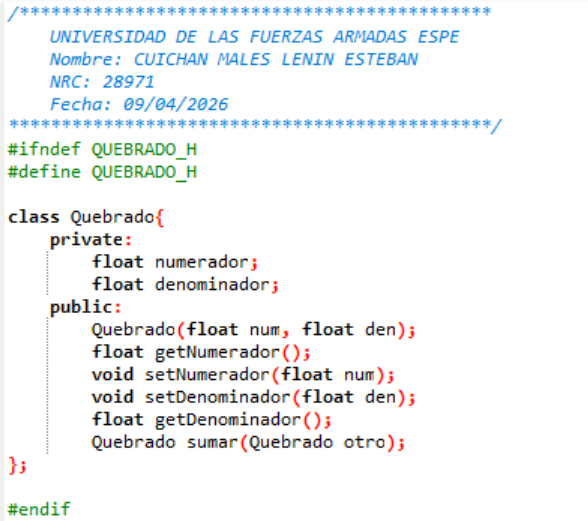 /*********************************************
UNIVERSIDAD DE LAS FUERZAS ARMADAS ESPE
Nombre: CUICHAN MALES LENIN ESTEBAN
NRC: 28971
Fecha: 09/04/2026
**********************************************/
#ifndef QUEBRADO_H
#define QUEBRADO_H
class Quebrado{
private:
float numerador;
float denominador;
public:
Quebrado(float num, float den);
float getNumerador();
void setNumerador(float num);
void setDenominador(float den);
float getDenominador();
Quebrado sumar(Quebrado otro);
};
#endif